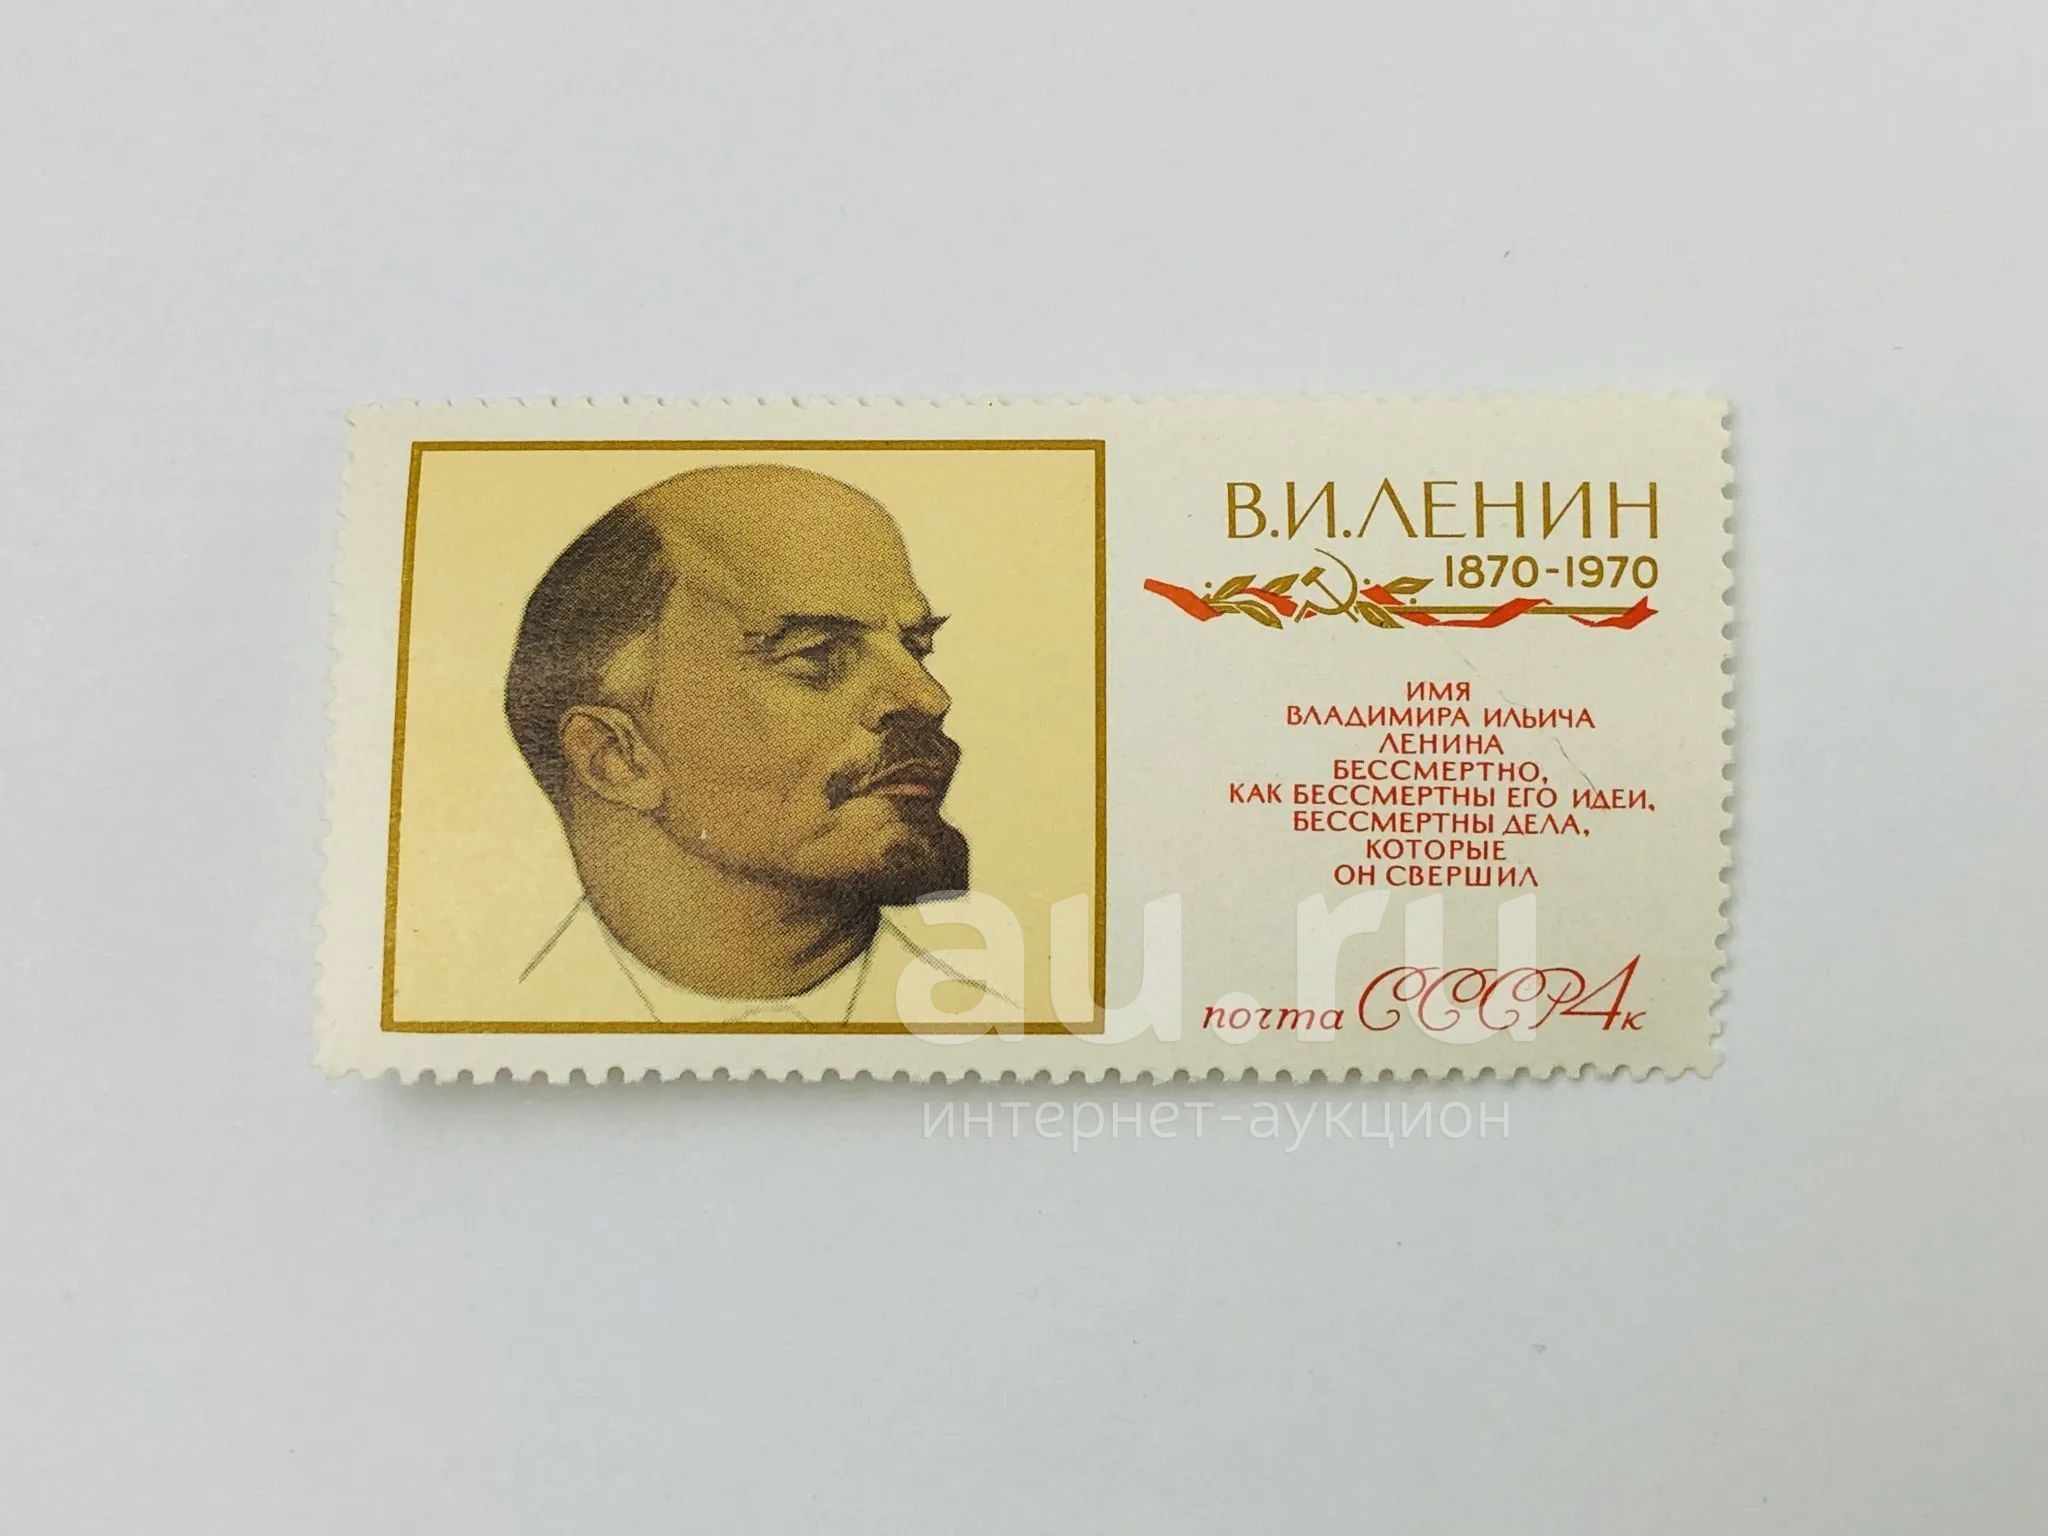 В.И.ЛЕНИН
1870-1970
ИМЯ
ВЛАДИМИРА ИЛЬИЧА
ЛЕНИНА
БЕССМЕРТНО,
КАК БЕССМЕРТНЫ ЕГО ИДЕИ,
БЕССМЕРТНЫ ДЕЛА,
КОТОРЫЕ
ОН СВЕРШИЛ
почта СССР 4к
au.ru
интернет-аукцион